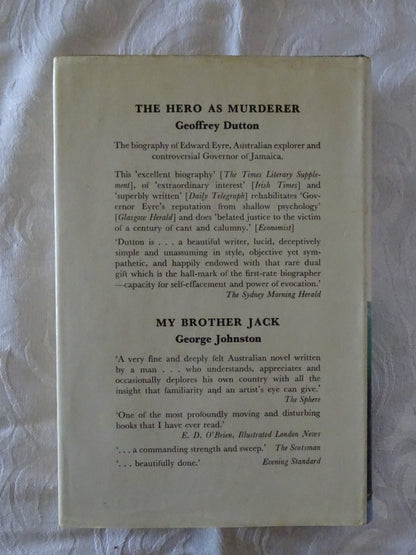 THE HERO AS MURDERER
Geoffrey Dutton
The biography of Edward Eyre, Australian explorer and
controversial Governor of Jamaica.
This 'excellent biography' [The Times Literary Supple-
ment], of 'extraordinary interest' [Irish Times] and
'superbly written' [Daily Telegraph] rehabilitates 'Gov-
ernor Eyre's reputation from shallow psychology'
[Glasgow Herald] and does 'belated justice to the victim
of a century of cant and calumny.' [Economist]
'Dutton is . . . a beautiful writer, lucid, deceptively
simple and unassuming in style, objective yet sym-
pathetic, and happily endowed with that rare dual
gift which is the hall-mark of the first-rate biographer
—capacity for self-effacement and power of evocation.'
The Sydney Morning Herald
MY BROTHER JACK
George Johnston
'A very fine and deeply felt Australian novel written
by a man . . . who understands, appreciates and
occasionally deplores his own country with all the
insight that familiarity and an artist's eye can give.'
The Sphere
'One of the most profoundly moving and disturbing
books that I have ever read.'
E. D. O'Brien, Illustrated London News
'. . . a commanding strength and sweep.' The Scotsman
'. . . beautifully done.' Evening Standard